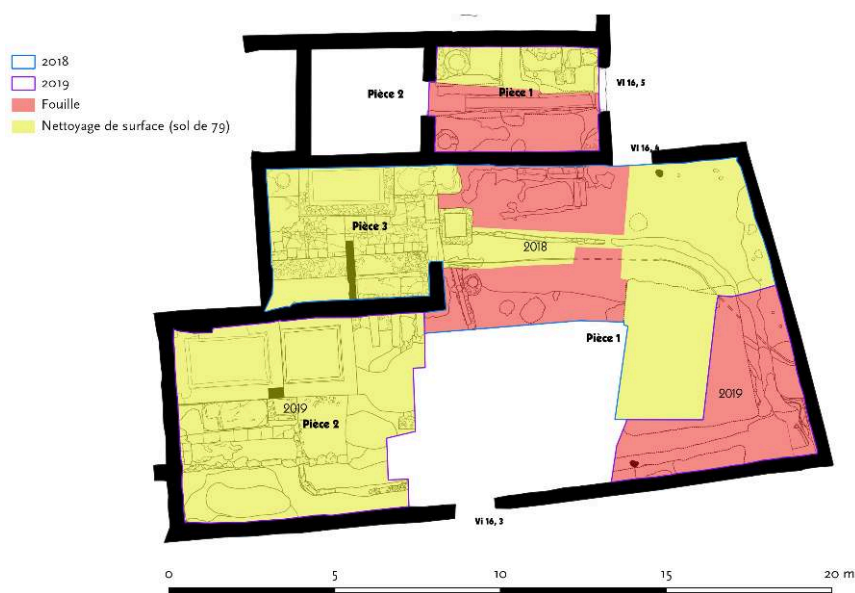 2018
2019
Fouille
Nettoyage de surface (sol de 79)
Pièce 2
Pièce 1
VI 16, 5
VI 16, 4
Pièce 3
2018
Pièce 1
2019
2019
Pièce 2
Vi 16, 3
0
5
10
15
20 m